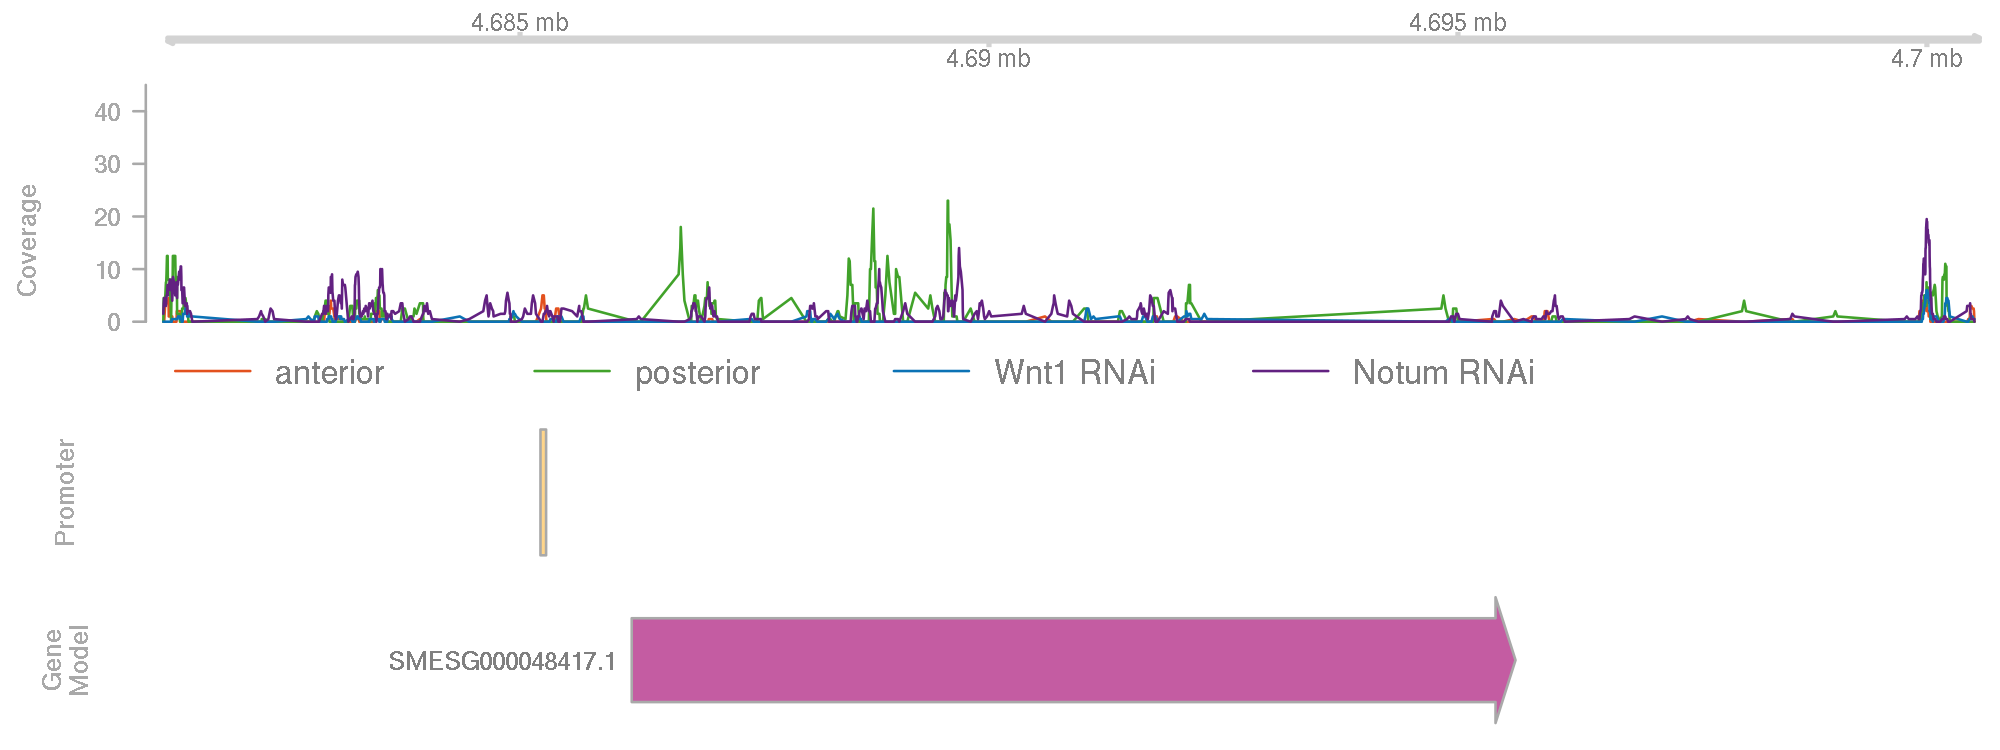 4.685 mb
4.695 mb
4.69 mb
4.7 mb
Coverage
40
30
20
10
0
anterior
posterior
Wnt1 RNAi
Notum RNAi
Promoter
Gene
Model
SMESG000048417.1